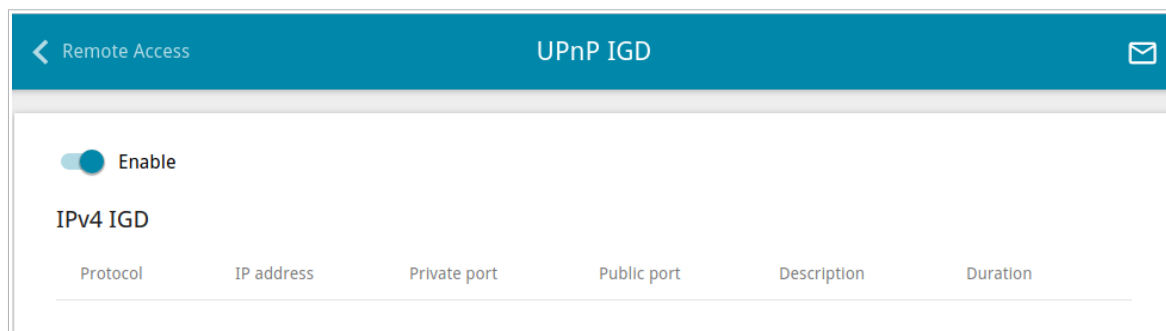 Remote Access UPnP IGD
Enable
IPv4 IGD
Protocol IP address Private port Public port Description Duration